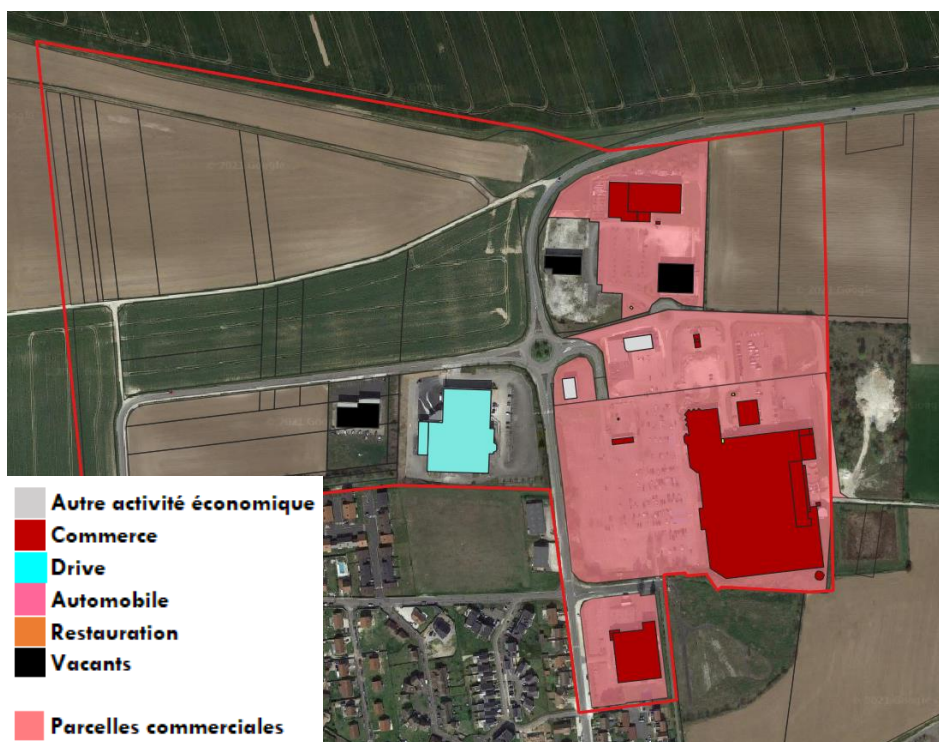 Autre activité économique
Commerce
Drive
Automobile
Restauration
Vacants
Parcelles commerciales